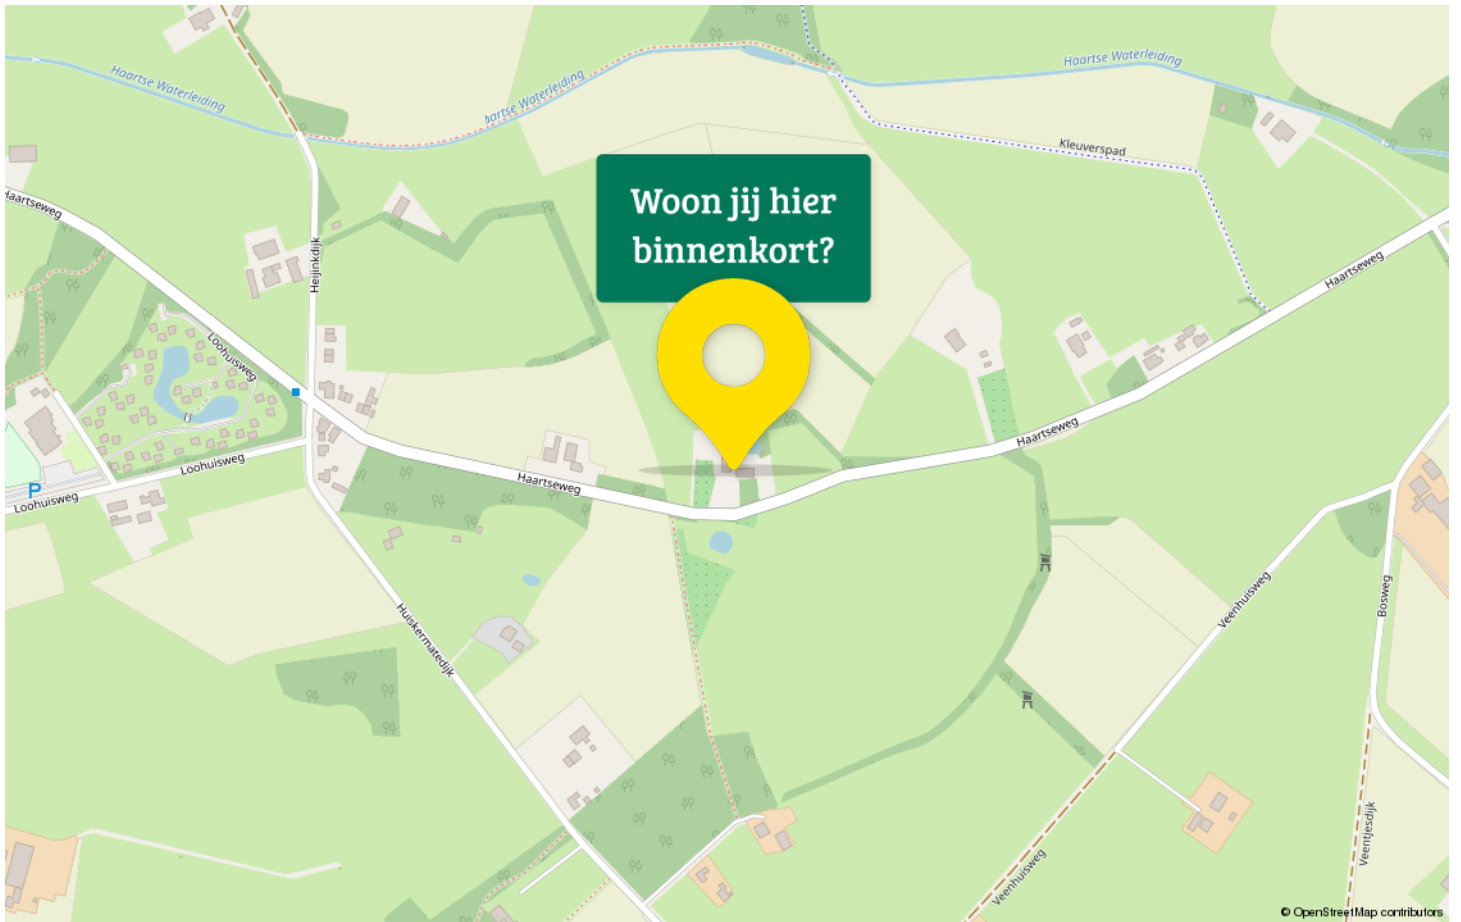 Haartse Waterleiding
Haartse Waterleiding
Haartse Waterleiding
Kleuverspad
Woon jij hier
binnenkort?
Haartseweg
Heijinkdijk
Haartseweg
Loohuisweg
Haartseweg
Loohuisweg
Haartseweg
P
Loohuisweg
Veenhuisweg
Bosweg
Huiskermatedijk
Veentjesdijk
Veenhuisweg
© OpenStreetMap contributors